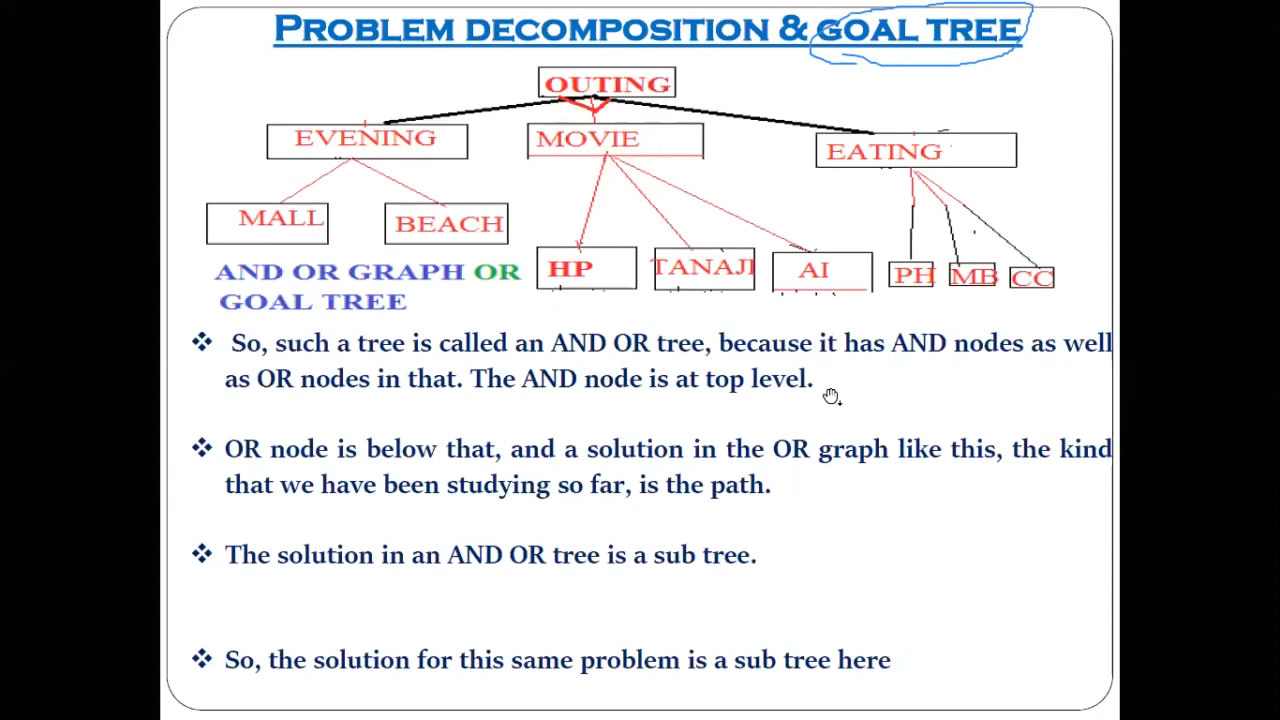 PROBLEM DECOMPOSITION & GOAL TREE
OUTING
EVENING MOVIE EATING
MALL BEACH
HP TANAJI AI PH MB CC
AND OR GRAPH OR
GOAL TREE
❖ So, such a tree is called an AND OR tree, because it has AND nodes as well
as OR nodes in that. The AND node is at top level.
❖ OR node is below that, and a solution in the OR graph like this, the kind
that we have been studying so far, is the path.
❖ The solution in an AND OR tree is a sub tree.
❖ So, the solution for this same problem is a sub tree here